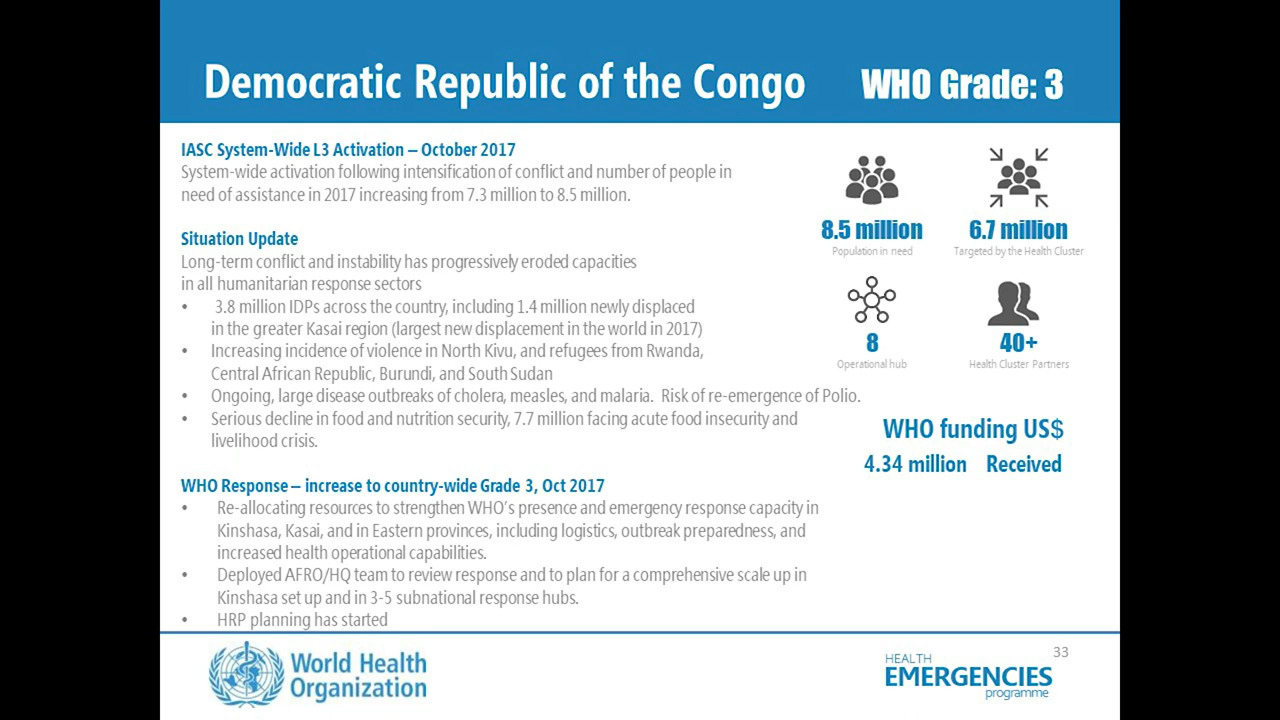 Democratic Republic of the Congo WHO Grade: 3
IASC System-Wide L3 Activation – October 2017
System-wide activation following intensification of conflict and number of people in
need of assistance in 2017 increasing from 7.3 million to 8.5 million.
Situation Update
Long-term conflict and instability has progressively eroded capacities
in all humanitarian response sectors
• 3.8 million IDPs across the country, including 1.4 million newly displaced
in the greater Kasai region (largest new displacement in the world in 2017)
• Increasing incidence of violence in North Kivu, and refugees from Rwanda,
Central African Republic, Burundi, and South Sudan
• Ongoing, large disease outbreaks of cholera, measles, and malaria. Risk of re-emergence of Polio.
• Serious decline in food and nutrition security, 7.7 million facing acute food insecurity and
livelihood crisis.
WHO Response – increase to country-wide Grade 3, Oct 2017
• Re-allocating resources to strengthen WHO's presence and emergency response capacity in
Kinshasa, Kasai, and in Eastern provinces, including logistics, outbreak preparedness, and
increased health operational capabilities.
• Deployed AFRO/HQ team to review response and to plan for a comprehensive scale up in
Kinshasa set up and in 3-5 subnational response hubs.
• HRP planning has started
8.5 million 6.7 million
Population in need Targeted by the Health Cluster
8 40+
Operational hub Health Cluster Partners
WHO funding US$
4.34 million Received
World Health
Organization
33
HEALTH
EMERGENCIES
programme